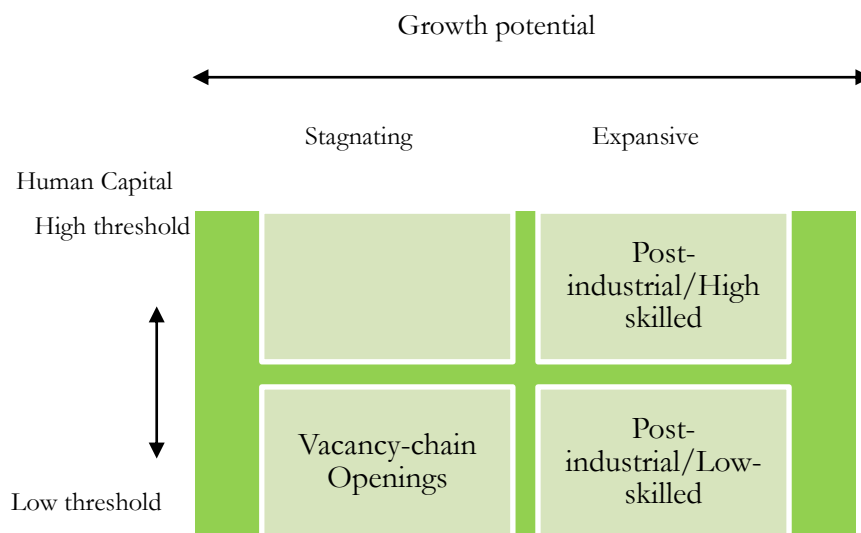 Growth potential
Stagnating
Expansive
Human Capital
High threshold
Post-
industrial/High
skilled
Vacancy-chain
Openings
Post-
industrial/Low-
skilled
Low threshold